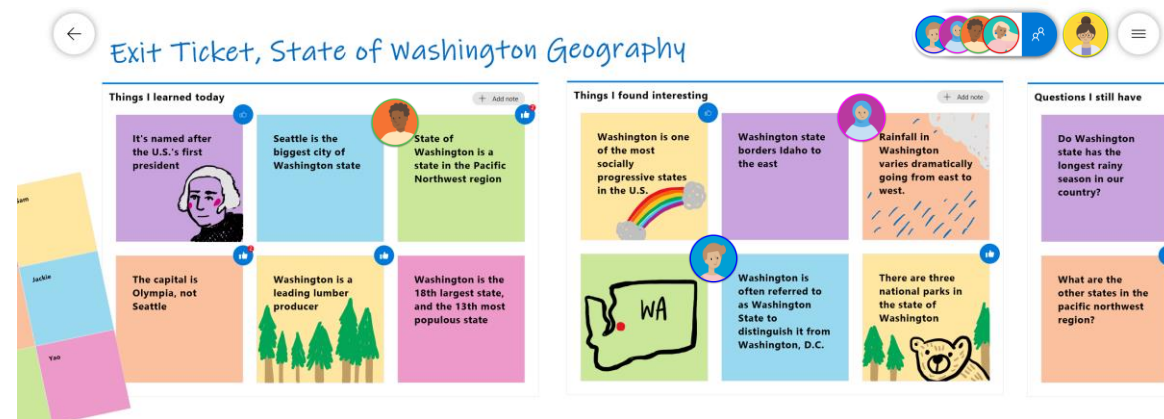 Exit Ticket, State of Washington Geography
Things I learned today
+ Add note
It's named after
the U.S.'s first
president
Seattle is the
biggest city of
Washington state
State of
Washington is a
state in the Pacific
Northwest region
The capital is
Olympia, not
Seattle
Washington is a
leading lumber
producer
Washington is the
18th largest state,
and the 13th most
populous state
Things I found interesting
+ Add note
Washington is one
of the most
socially
progressive states
in the U.S.
Washington state
borders Idaho to
the east
Rainfall in
Washington
varies dramatically
going from east to
west.
WA
Washington is
often referred to
as Washington
State to
distinguish it from
Washington, D.C.
There are three
national parks in
the state of
Washington
Questions I still have
Do Washington
state has the
longest rainy
season in our
country?
What are the
other states in the
pacific northwest
region?
Jackie
Yao